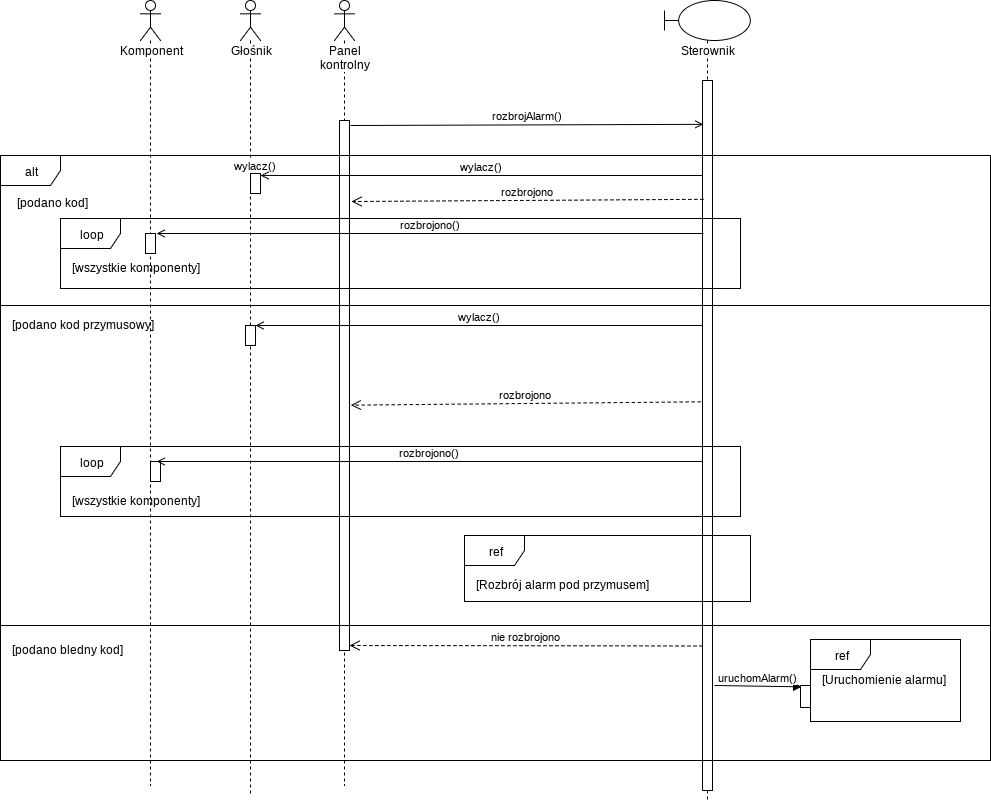 Komponent
Głośnik
Panel
kontrolny
Sterownik
rozbrojAlarm()
alt
wylacz()
wylacz()
[podano kod]
rozbrojono
loop
rozbrojono()
[wszystkie komponenty]
[podano kod przymusowy]
wylacz()
rozbrojono
loop
rozbrojono()
[wszystkie komponenty]
ref
[Rozbrój alarm pod przymusem]
[podano bledny kod]
nie rozbrojono
uruchomAlarm()
ref
[Uruchomienie alarmu]